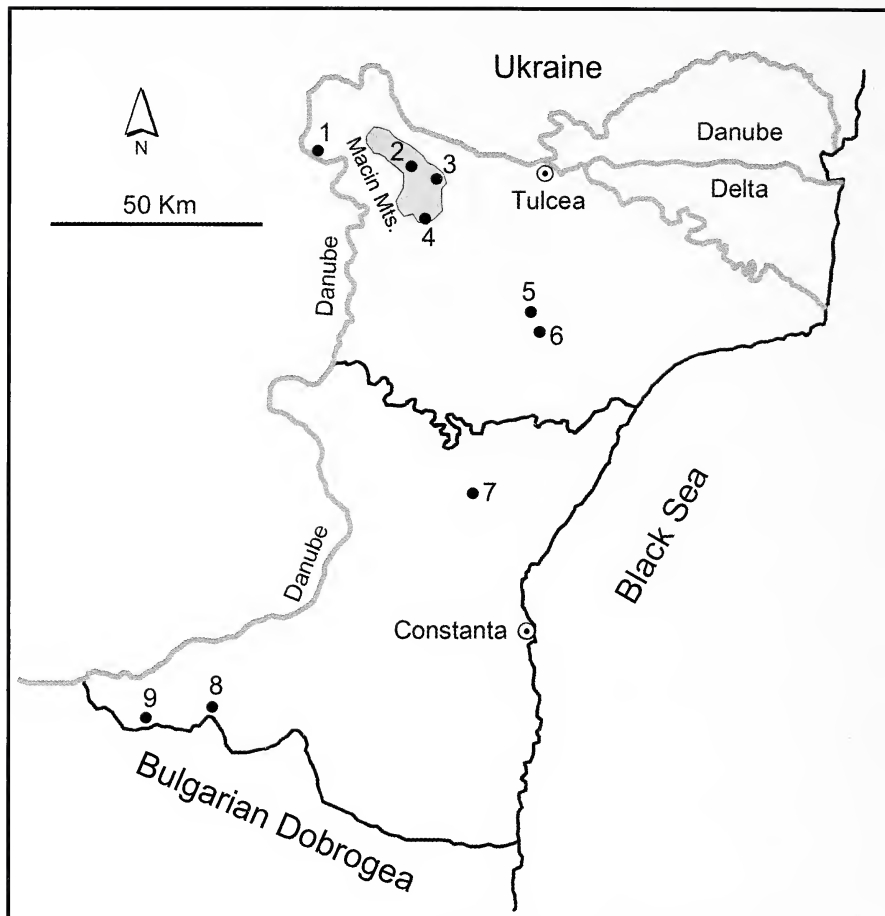 Ukraine
N
50 Km
1
2
3
4
Macin Mts.
Tulcea
Danube
Delta
Danube
5
6
7
Danube
Black Sea
Constanta
8
9
Bulgarian Dobrogea